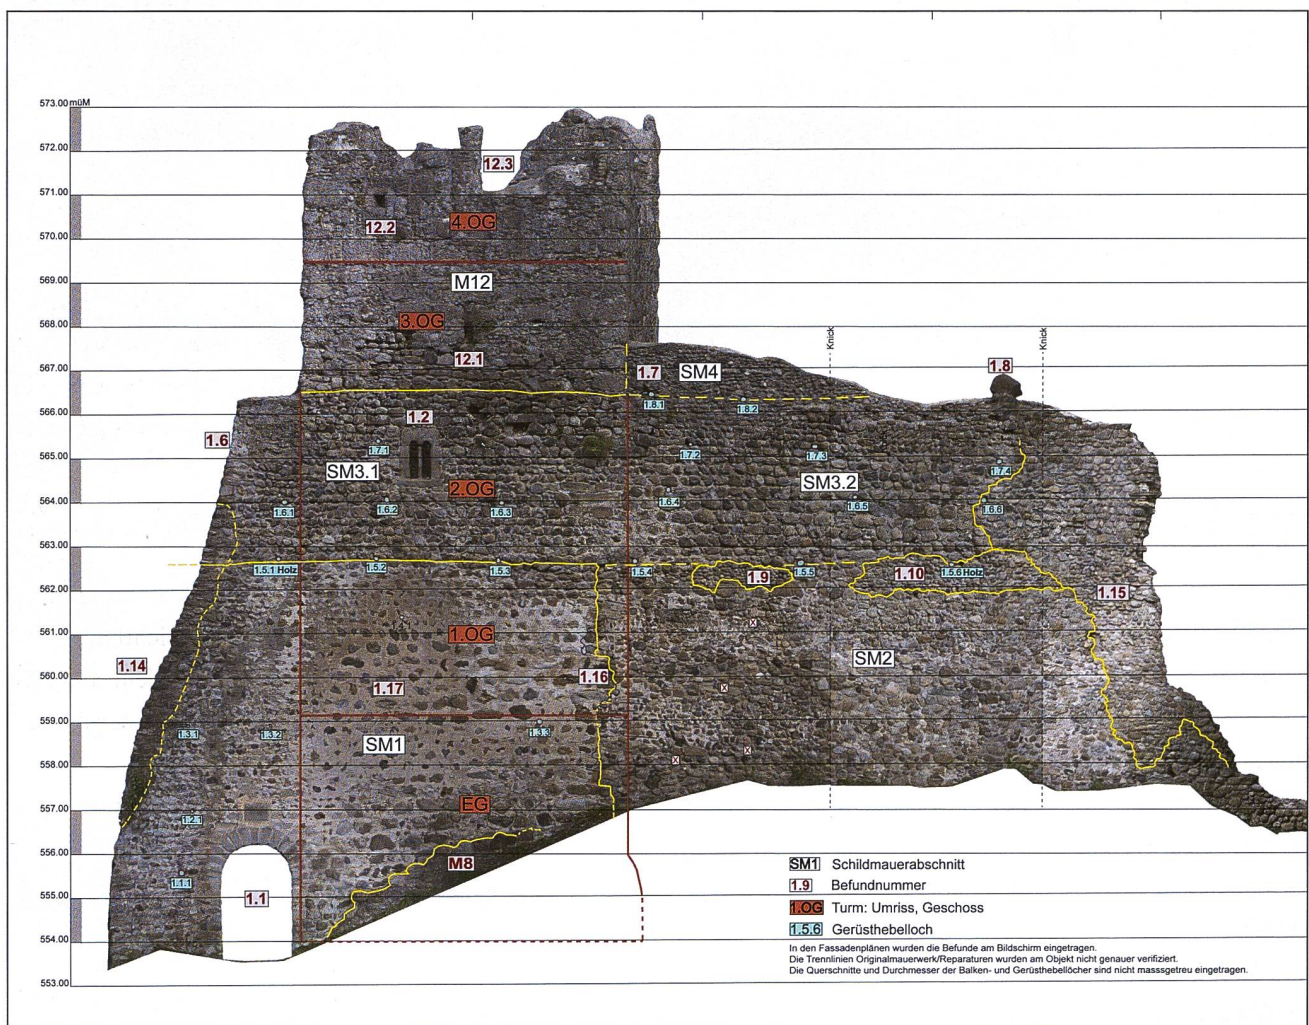 573.00 müM
572.00
12.3
571.00
12.2
4.OG
570.00
569.00
M12
3.OG
568.00
Knick
Knick
12.1
567.00
1.7
SM4
1.8
566.00
1.8.1
1.8.2
1.2
1.6
565.00
1.7.1
1.7.2
1.7.3
1.7.4
SM3.1
SM3.2
2.OG
564.00
1.6.1
1.6.2
1.6.3
1.6.4
1.6.5
1.6.6
563.00
1.5.1 Holz
1.5.2
1.5.3
1.5.4
1.9
1.5.5
1.10
1.5.6 Holz
562.00
1.15
X
561.00
1.OG
1.14
SM2
560.00
1.16
1.17
X
559.00
1.3.1
1.3.2
1.3.3
SM1
X
558.00
X
557.00
EG
1.2.1
556.00
M8
1.1.1
555.00
1.1
554.00
553.00
SM1 Schildmauerabschnitt
1.9 Befundnummer
1.OG Turm: Umriss, Geschoss
1.5.6 Gerüsthebelloch
In den Fassadenplänen wurden die Befunde am Bildschirm eingetragen.
Die Trennlinien Originalmauerwerk/Reparaturen wurden am Objekt nicht genauer verifiziert.
Die Querschnitte und Durchmesser der Balken- und Gerüsthebellöcher sind nicht masssgetreu eingetragen.